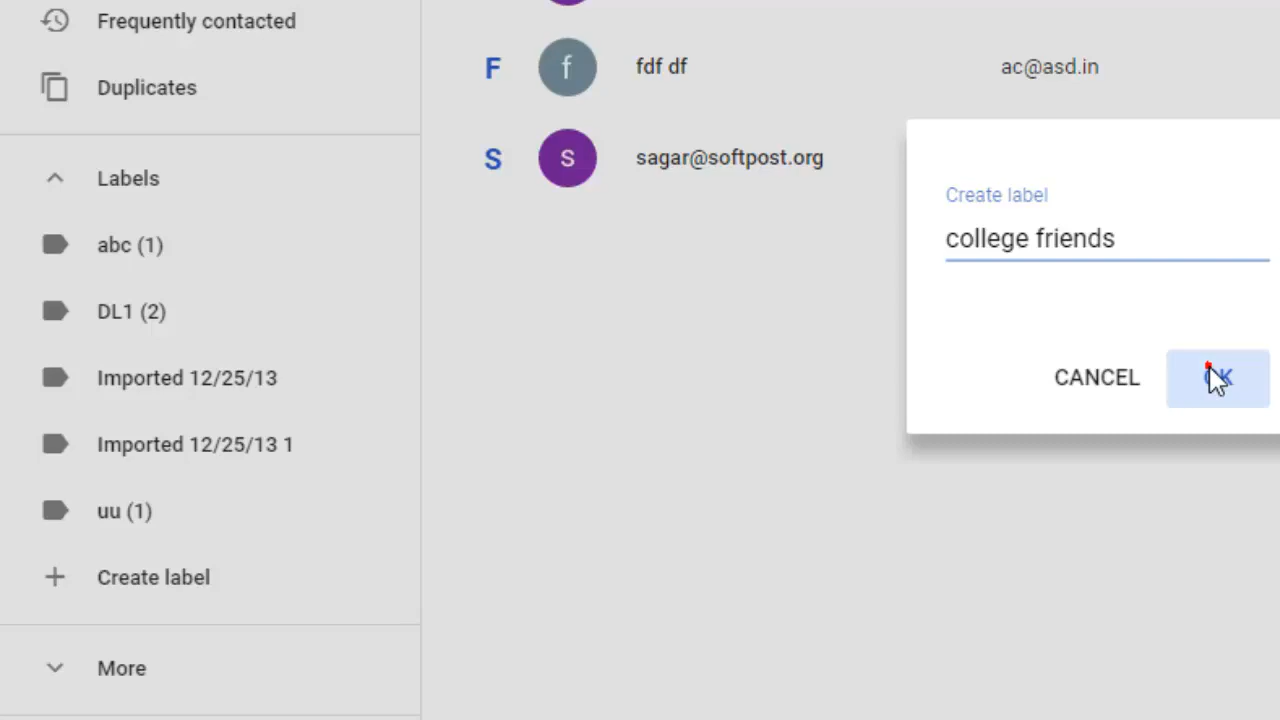 Frequently contacted
Duplicates
Labels
abc (1)
DL1 (2)
Imported 12/25/13
Imported 12/25/13 1
uu (1)
Create label
More
F f fdf df ac@asd.in
S s sagar@softpost.org
Create label
college friends
CANCEL OK